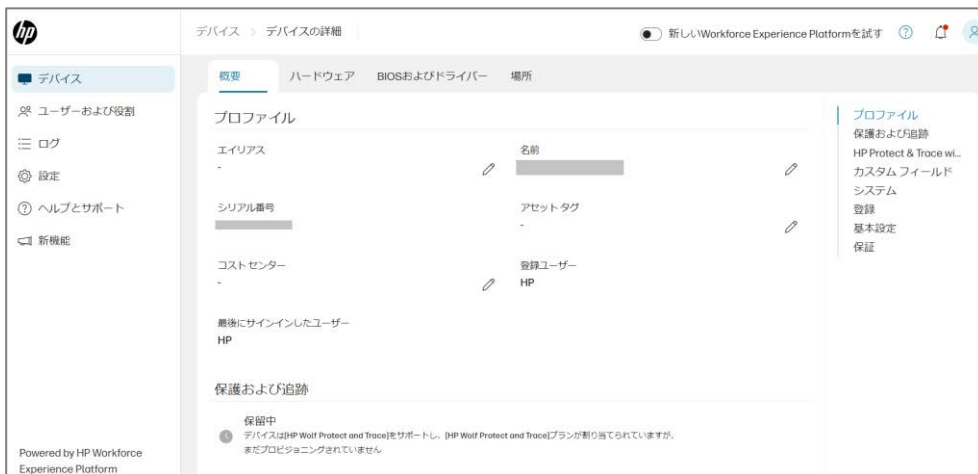 hp
デバイス > デバイスの詳細
新しいWorkforce Experience Platformを試す
デバイス
ユーザーおよび役割
ログ
設定
ヘルプとサポート
新機能
Powered by HP Workforce
Experience Platform
概要 ハードウェア BIOSおよびドライバー 場所
プロファイル
エイリアス
-
名前
シリアル番号
アセットタグ
-
コストセンター
-
登録ユーザー
HP
最後にサインインしたユーザー
HP
保護および追跡
保留中
デバイスは[HP Wolf Protect and Trace]をサポートし、[HP Wolf Protect and Trace]プランが割り当てられていますが、
まだプロビジョニングされていません
プロファイル
保護および追跡
HP Protect & Trace wi...
カスタム フィールド
システム
登録
基本設定
保証